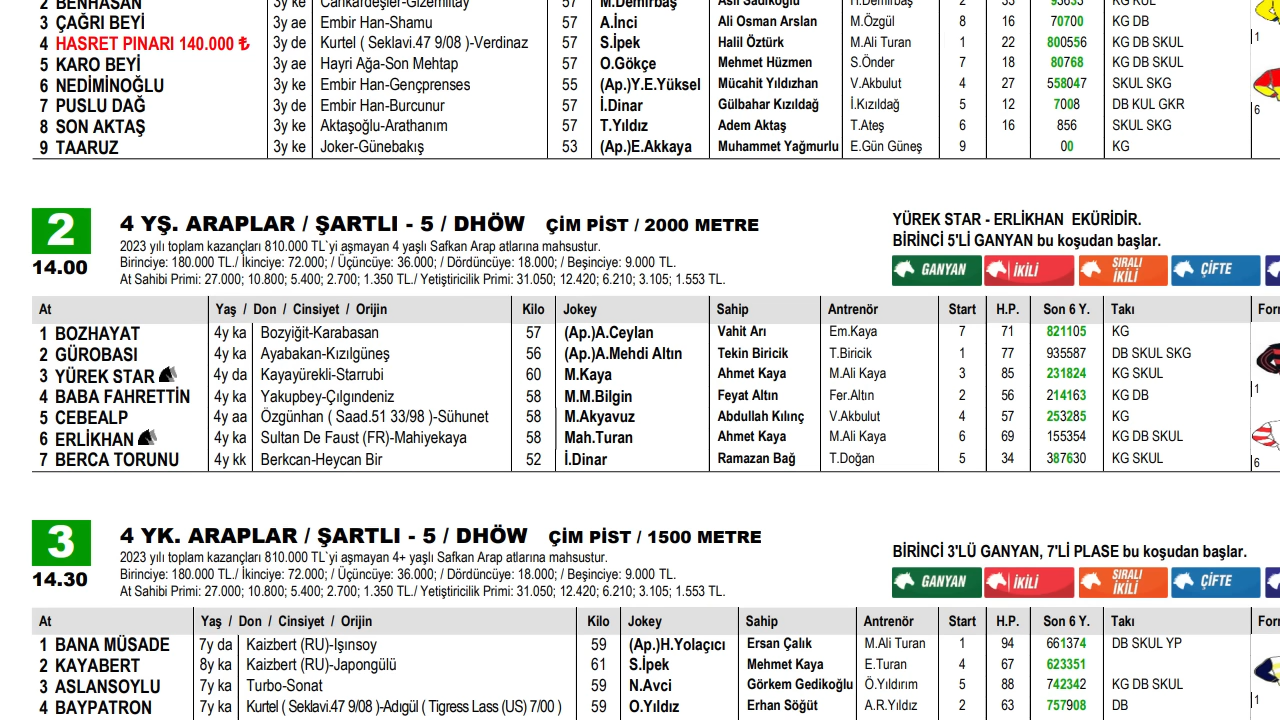 2 BENHASAN 3y ke Cankardeşler-Gizemlitay 57 M.Demirbaş Aslı Sadıkoğlu H.Demirbaş 2 33 93633 KG KUL
3 ÇAĞRI BEYİ 3y ae Embir Han-Shamu 57 A.İnci Ali Osman Arslan M.Özgül 8 16 70700 KG DB
4 HASRET PINARI 140.000 ₺ 3y de Kurtel ( Seklavi.47 9/08 )-Verdinaz 57 S.İpek Halil Öztürk M.Ali Turan 1 22 800556 KG DB SKUL
5 KARO BEYİ 3y ae Hayri Ağa-Son Mehtap 57 O.Gökçe Mehmet Hüzmen S.Önder 7 18 80768 KG SKUL
6 NEDİMİNOĞLU 3y ke Embir Han-Gençprenses 55 (Ap.)Y.E.Yüksel Mücahit Yıldızhan V.Akbulut 4 27 558047 SKUL SKG
7 PUSLU DAĞ 3y de Embir Han-Burcunur 57 İ.Dinar Gülbahar Kızıldağ İ.Kızıldağ 5 12 7008 DB KUL GKR
8 SON AKTAŞ 3y ke Aktaşoğlu-Arathanım 57 T.Yıldız Adem Aktaş T.Ateş 6 16 856 SKUL SKG
9 TAARUZ 3y ke Joker-Günebakış 53 (Ap.)E.Akkaya Muhammet Yağmurlu E.Gün Güneş 9 00 KG
1
6
2 4 YŞ. ARAPLAR / ŞARTLI - 5 / DHÖW ÇİM PİST / 2000 METRE
14.00
2023 yılı toplam kazançları 810.000 TL`yi aşmayan 4 yaşlı Safkan Arap atlarına mahsustur.
Birinciye: 180.000 TL./ İkinciye: 72.000; / Üçüncüye: 36.000; / Dördüncüye: 18.000; / Beşinciye: 9.000 TL.
At Sahibi Primi: 27.000; 10.800; 5.400; 2.700; 1.350 TL./ Yetiştiricilik Primi: 31.050; 12.420; 6.210; 3.105; 1.553 TL.
YÜREK STAR - ERLİKHAN EKÜRİDİR.
BİRİNCİ 5'Lİ GANYAN bu koşudan başlar.
GANYAN İKİLİ SIRALI İKİLİ ÇİFTE
At Yaş / Don / Cinsiyet / Orijin Kilo Jokey Sahip Antrenör Start H.P. Son 6 Y. Takı Form
1 BOZHAYAT 4y ka Bozyiğit-Karabasan 57 (Ap.)A.Ceylan Vahit Arı Em.Kaya 7 71 821105 KG
2 GÜROBASI 4y ka Ayabakan-Kızılgüneş 56 (Ap.)A.Mehdi Altın Tekin Biricik T.Biricik 1 77 935587 DB SKUL SKG
3 YÜREK STAR 4y da Kayayürekli-Starrubi 60 M.Kaya Ahmet Kaya M.Ali Kaya 3 85 231824 KG SKUL
4 BABA FAHRETTİN 4y ka Yakupbey-Çılgındeniz 58 M.M.Bilgin Feyat Altın Fer.Altın 2 56 214163 KG DB
5 CEBEALP 4y aa Özgünhan ( Saad.51 33/98 )-Sühunet 58 M.Akyavuz Abdullah Kılınç V.Akbulut 4 57 253285 KG
6 ERLİKHAN 4y ka Sultan De Faust (FR)-Mahiyekaya 58 Mah.Turan Ahmet Kaya M.Ali Kaya 6 69 155354 KG DB SKUL
7 BERCA TORUNU 4y kk Berkcan-Heycan Bir 52 İ.Dinar Ramazan Bağ T.Doğan 5 34 387630 KG SKUL
1
6
3 4 YK. ARAPLAR / ŞARTLI - 5 / DHÖW ÇİM PİST / 1500 METRE
14.30
2023 yılı toplam kazançları 810.000 TL`yi aşmayan 4+ yaşlı Safkan Arap atlarına mahsustur.
Birinciye: 180.000 TL./ İkinciye: 72.000; / Üçüncüye: 36.000; / Dördüncüye: 18.000; / Beşinciye: 9.000 TL.
At Sahibi Primi: 27.000; 10.800; 5.400; 2.700; 1.350 TL./ Yetiştiricilik Primi: 31.050; 12.420; 6.210; 3.105; 1.553 TL.
BİRİNCİ 3'LÜ GANYAN, 7'Lİ PLASE bu koşudan başlar.
GANYAN İKİLİ SIRALI İKİLİ ÇİFTE
At Yaş / Don / Cinsiyet / Orijin Kilo Jokey Sahip Antrenör Start H.P. Son 6 Y. Takı Form
1 BANA MÜSADE 7y da Kaizbert (RU)-Işınsoy 59 (Ap.)H.Yolaçıcı Ersan Çalık M.Ali Turan 1 94 661374 DB SKUL YP
2 KAYABERT 8y ka Kaizbert (RU)-Japongülü 61 S.İpek Mehmet Kaya E.Turan 4 67 623351
3 ASLANSOYLU 7y ka Turbo-Sonat 59 N.Avci Görkem Gedikoğlu Ö.Yıldırım 5 88 742342 KG DB SKUL
4 BAYPATRON 7y ka Kurtel ( Seklavi.47 9/08 )-Adıgül ( Tigress Lass (US) 7/00 ) 59 O.Yıldız Erhan Söğüt A.R.Yıldız 2 63 757908 DB
1